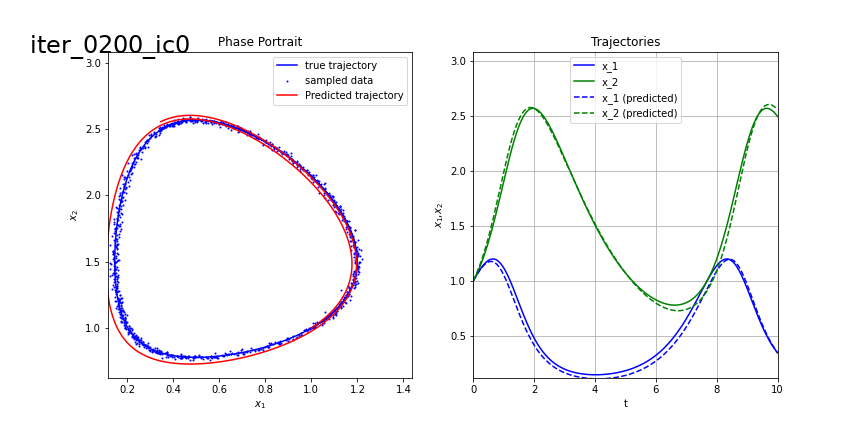 iter_0200_ic0
Phase Portrait
true trajectory
sampled data
Predicted trajectory
3.0
2.5
2.0
1.5
1.0
x₂
0.2 0.4 0.6 0.8 1.0 1.2 1.4
x₁
Trajectories
x_1
x_2
x_1 (predicted)
x_2 (predicted)
3.0
2.5
2.0
1.5
1.0
0.5
x₁,x₂
0 2 4 6 8 10
t